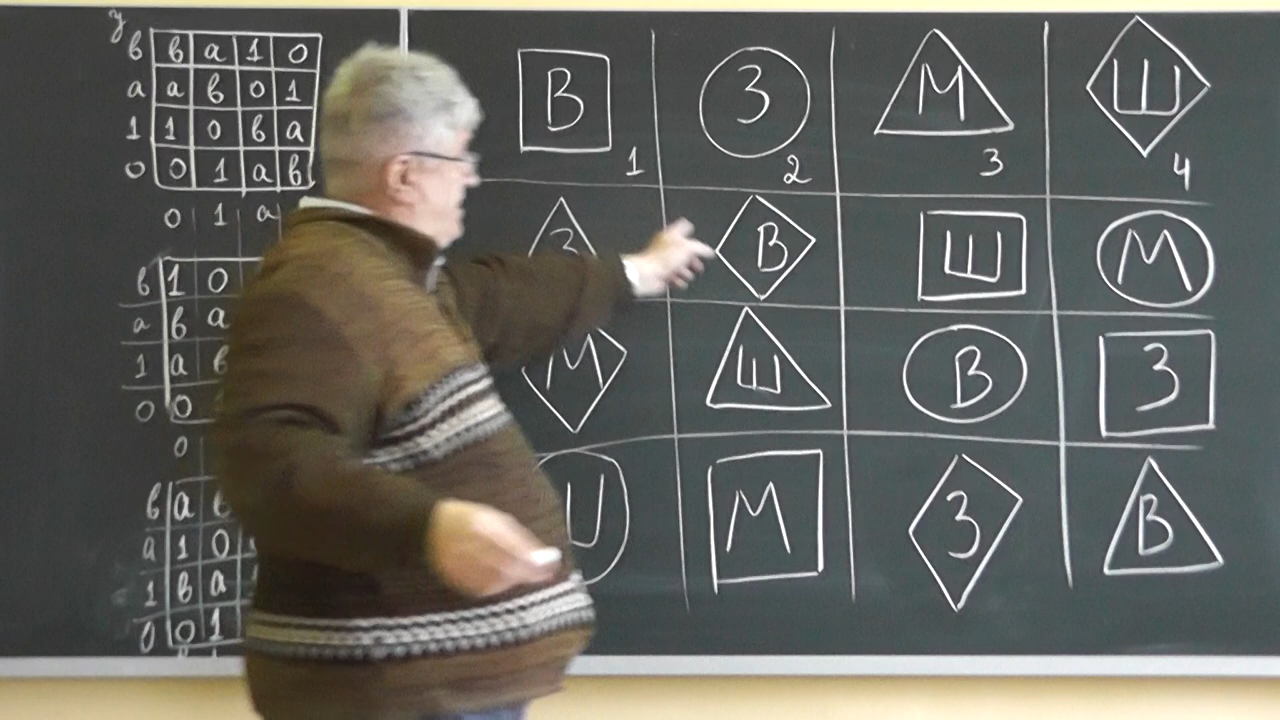 у
в в а 1 0
а а в 0 1
1 1 0 в а
0 0 1 а в
0 1 а
в 1 0
а в а
1 а в
0 0
0
в а в
а 1 0
1 в а
0 0 1
В З М Ш
1 2 3 4
З В Ш М
М Ш В З
М З В